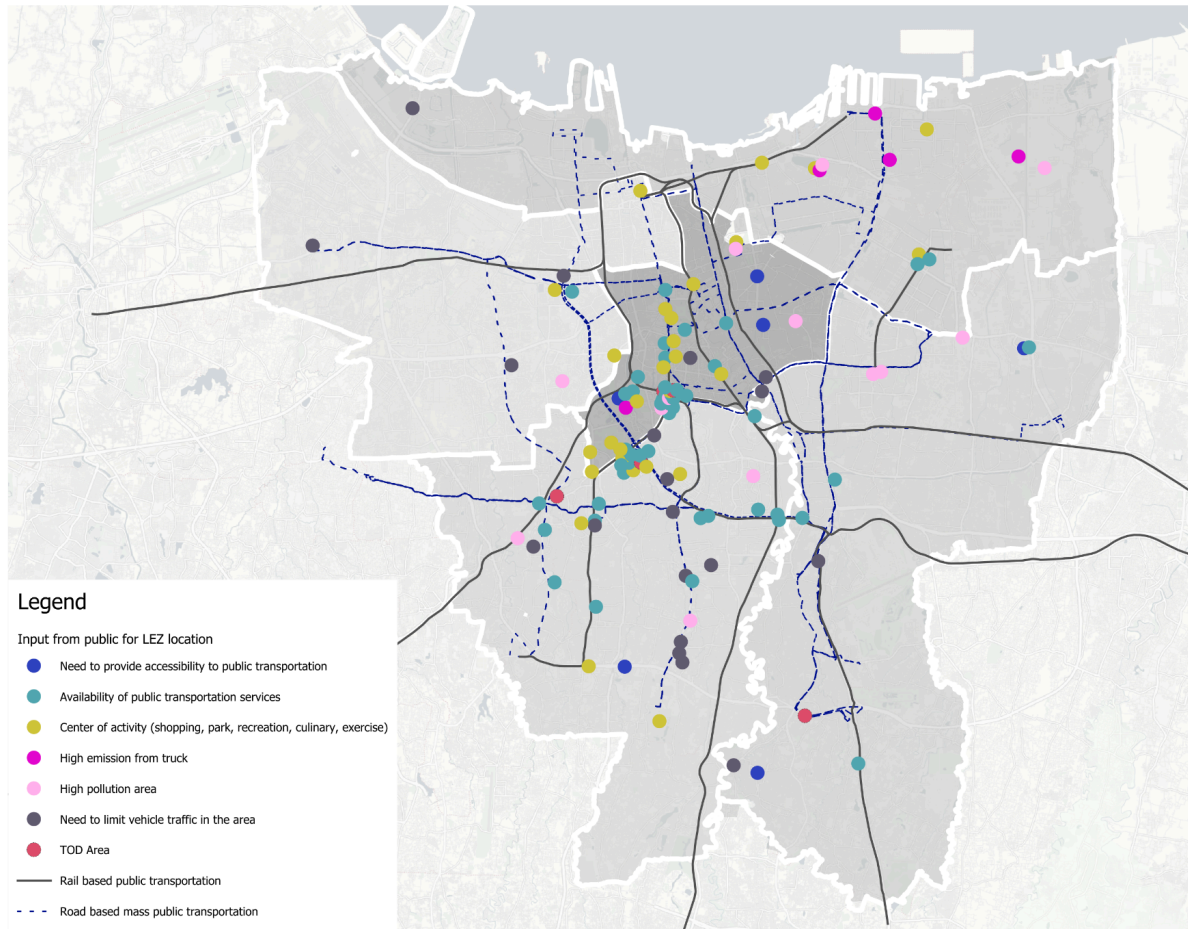 Legend
Input from public for LEZ location
Need to provide accessibility to public transportation
Availability of public transportation services
Center of activity (shopping, park, recreation, culinary, exercise)
High emission from truck
High pollution area
Need to limit vehicle traffic in the area
TOD Area
Rail based public transportation
Road based mass public transportation